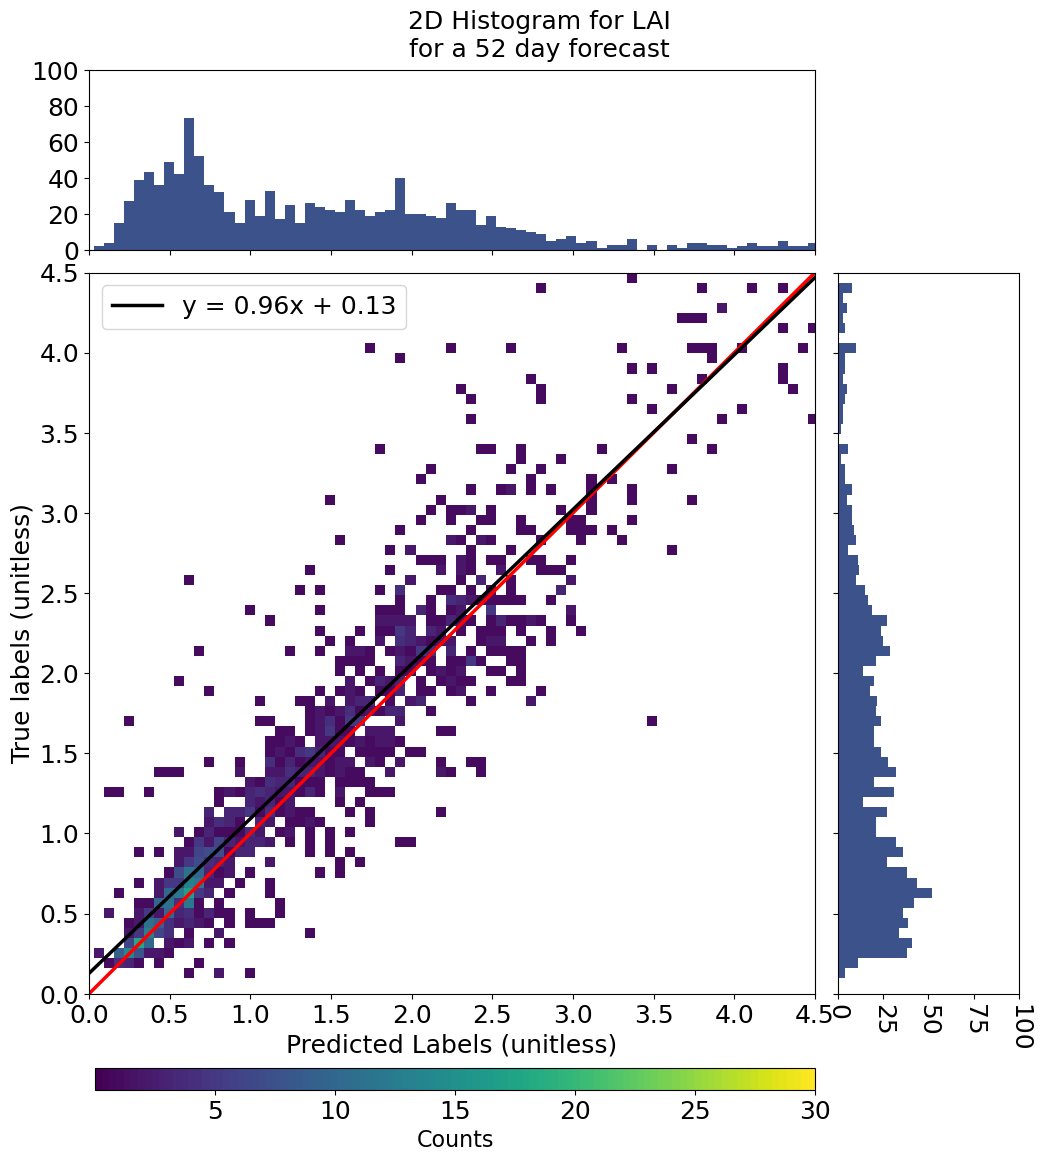 2D Histogram for LAI
for a 52 day forecast
100
80
60
40
20
0
4.5
4.0
3.5
3.0
2.5
2.0
1.5
1.0
0.5
0.0
True labels (unitless)
y = 0.96x + 0.13
0.0 0.5 1.0 1.5 2.0 2.5 3.0 3.5 4.0 4.5
Predicted Labels (unitless)
0 25 50 75 100
5 10 15 20 25 30
Counts